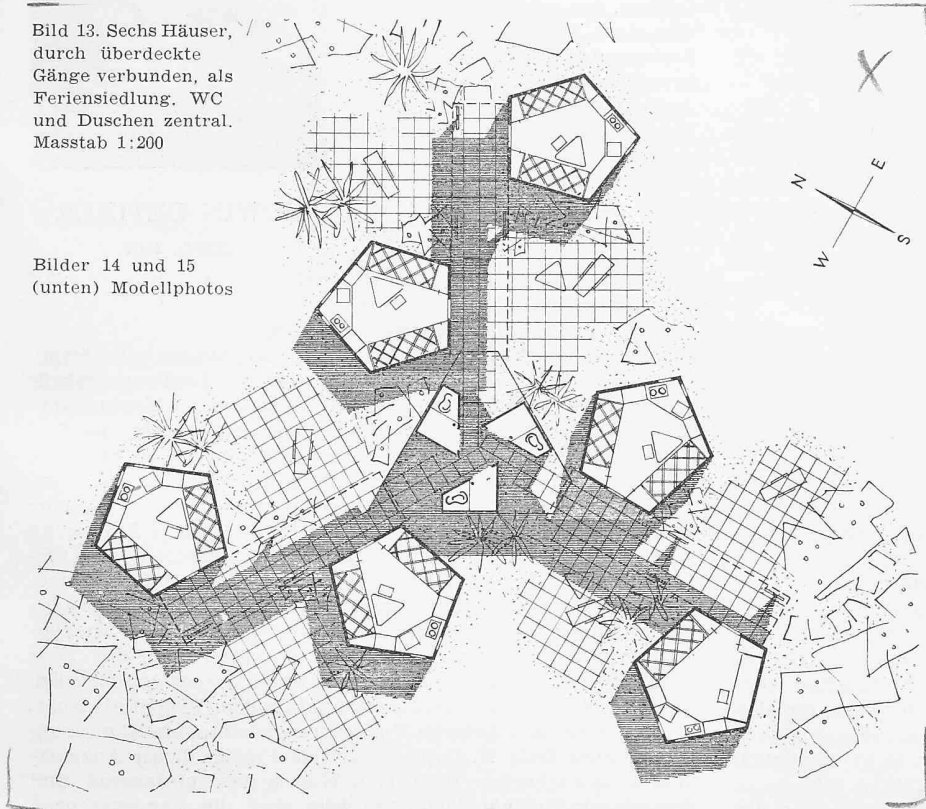 Bild 13. Sechs Häuser,
durch überdeckte
Gänge verbunden, als
Feriensiedlung. WC
und Duschen zentral.
Masstab 1:200
Bilder 14 und 15
(unten) Modellphotos
N
E
W
S